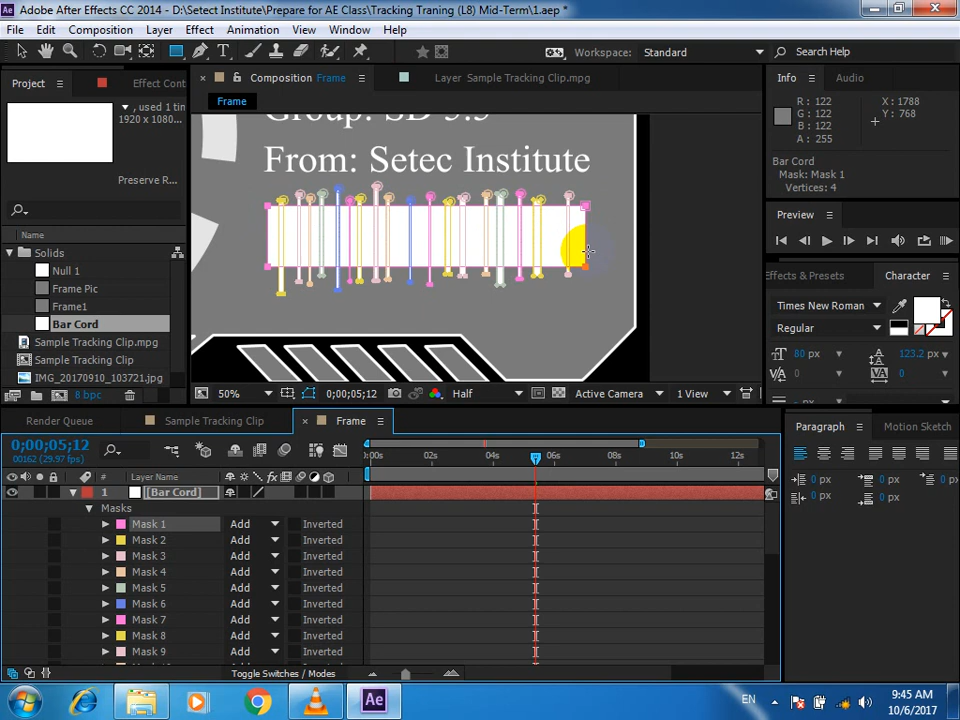 Adobe After Effects CC 2014 - D:\Setect Institute\Prepare for AE Class\Tracking Traning (L8) Mid-Term\1.aep *
File Edit Composition Layer Effect Animation View Window Help
Workspace: Standard Search Help
Project Effect Cont
Composition Frame Layer Sample Tracking Clip.mpg
Info Audio
Frame
, used 1 tin
1920 x 1080...
Preserve R...
R : 122
G : 122
B : 122
A : 255
X : 1788
Y : 768
Bar Cord
Mask: Mask 1
Vertices: 4
From: Setec Institute
Preview
Name
Solids
Null 1
Frame Pic
Frame1
Bar Cord
Sample Tracking Clip.mpg
Sample Tracking Clip
IMG_20170910_103721.jpg
8 bpc
Effects & Presets Character
Times New Roman
Regular
80 px 123.2 px
0 0
50% 0;00;05;12 Half Active Camera 1 View
Render Queue Sample Tracking Clip Frame
Paragraph Motion Sketch
0;00;05;12
00162 (29.97 fps)
:00s 02s 04s 06s 08s 10s 12s
# Layer Name
1 [Bar Cord]
Masks
Mask 1 Add Inverted
Mask 2 Add Inverted
Mask 3 Add Inverted
Mask 4 Add Inverted
Mask 5 Add Inverted
Mask 6 Add Inverted
Mask 7 Add Inverted
Mask 8 Add Inverted
Mask 9 Add Inverted
0 px 0 px 0
0 px 0 px
Toggle Switches / Modes
EN
9:45 AM
10/6/2017